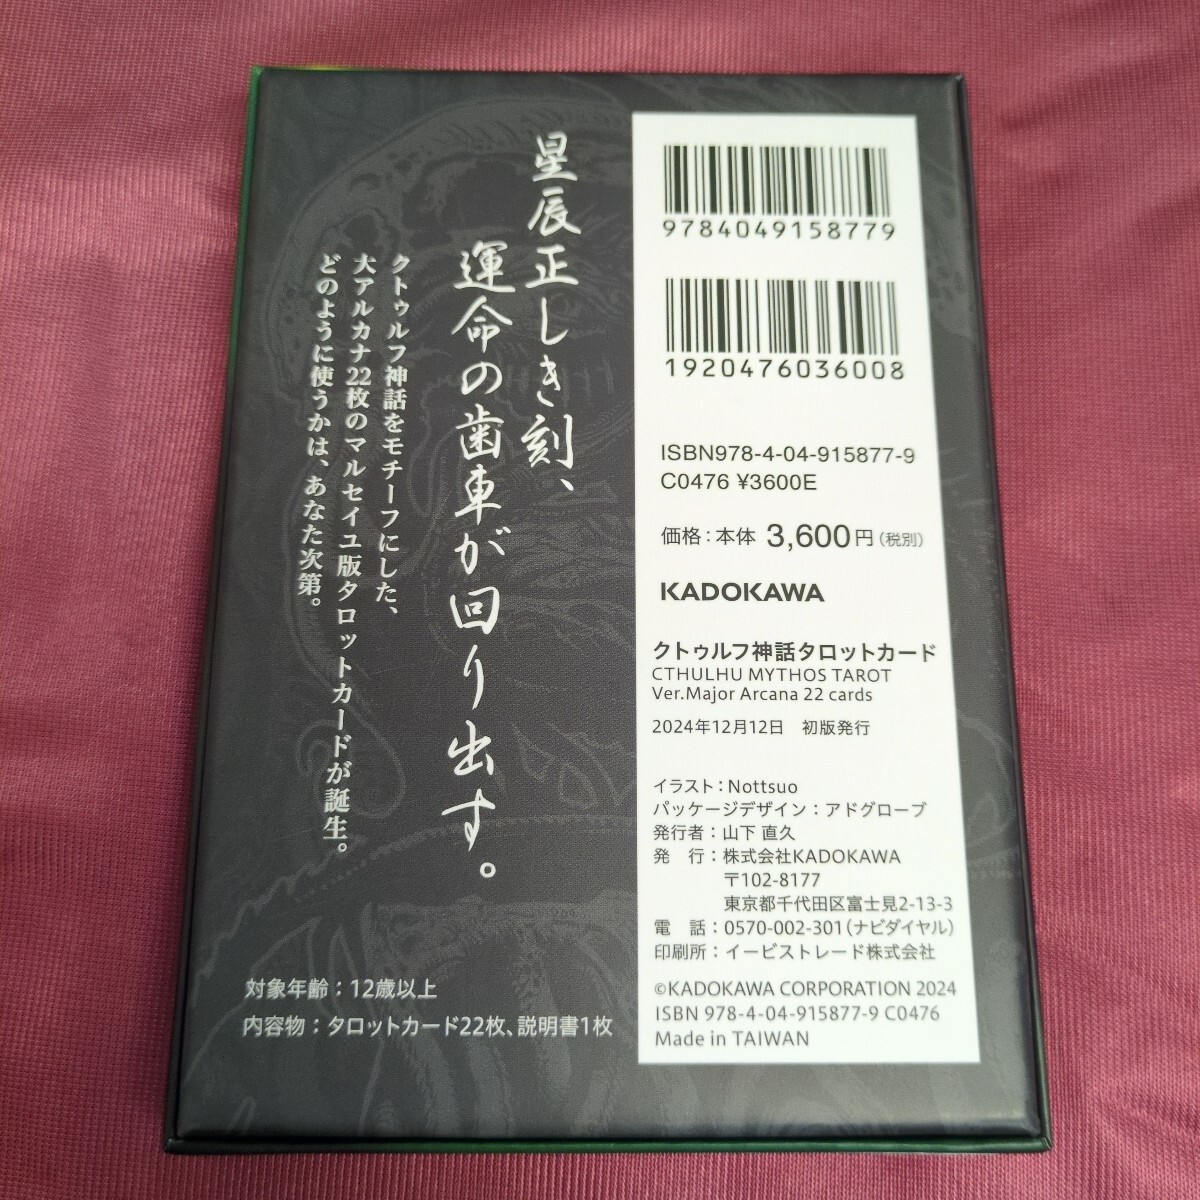 星辰正しき刻、
運命の歯車が回り出す。
クトゥルフ神話をモチーフにした、
大アルカナ22枚のマルセイユ版タロットカードが誕生。
どのように使うかは、あなた次第。
対象年齢：12歳以上
内容物：タロットカード22枚、説明書1枚
9784049158779
1920476036008
ISBN978-4-04-915877-9
C0476 ¥3600E
価格：本体 3,600円（税別）
KADOKAWA
クトゥルフ神話タロットカード
CTHULHU MYTHOS TAROT
Ver.Major Arcana 22 cards
2024年12月12日　初版発行
イラスト：Nottsuo
パッケージデザイン：アドグローブ
発行者：山下 直久
発　行：株式会社KADOKAWA
〒102-8177
東京都千代田区富士見2-13-3
電　話：0570-002-301（ナビダイヤル）
印刷所：イービストレード株式会社
©KADOKAWA CORPORATION 2024
ISBN 978-4-04-915877-9 C0476
Made in TAIWAN